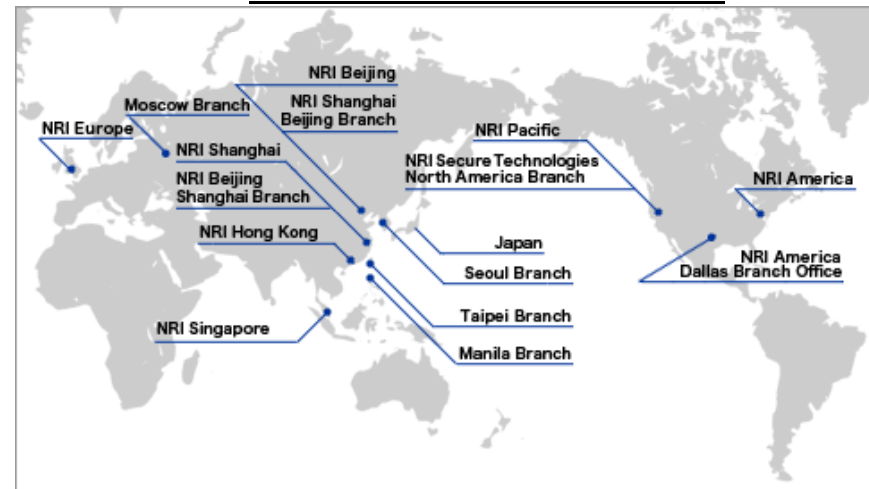 NRI Beijing
Moscow Branch
NRI Shanghai
Beijing Branch
NRI Europe
NRI Pacific
NRI Shanghai
NRI Secure Technologies
North America Branch
NRI Beijing
Shanghai Branch
NRI America
NRI Hong Kong
Japan
NRI America
Dallas Branch Office
Seoul Branch
Taipei Branch
NRI Singapore
Manila Branch